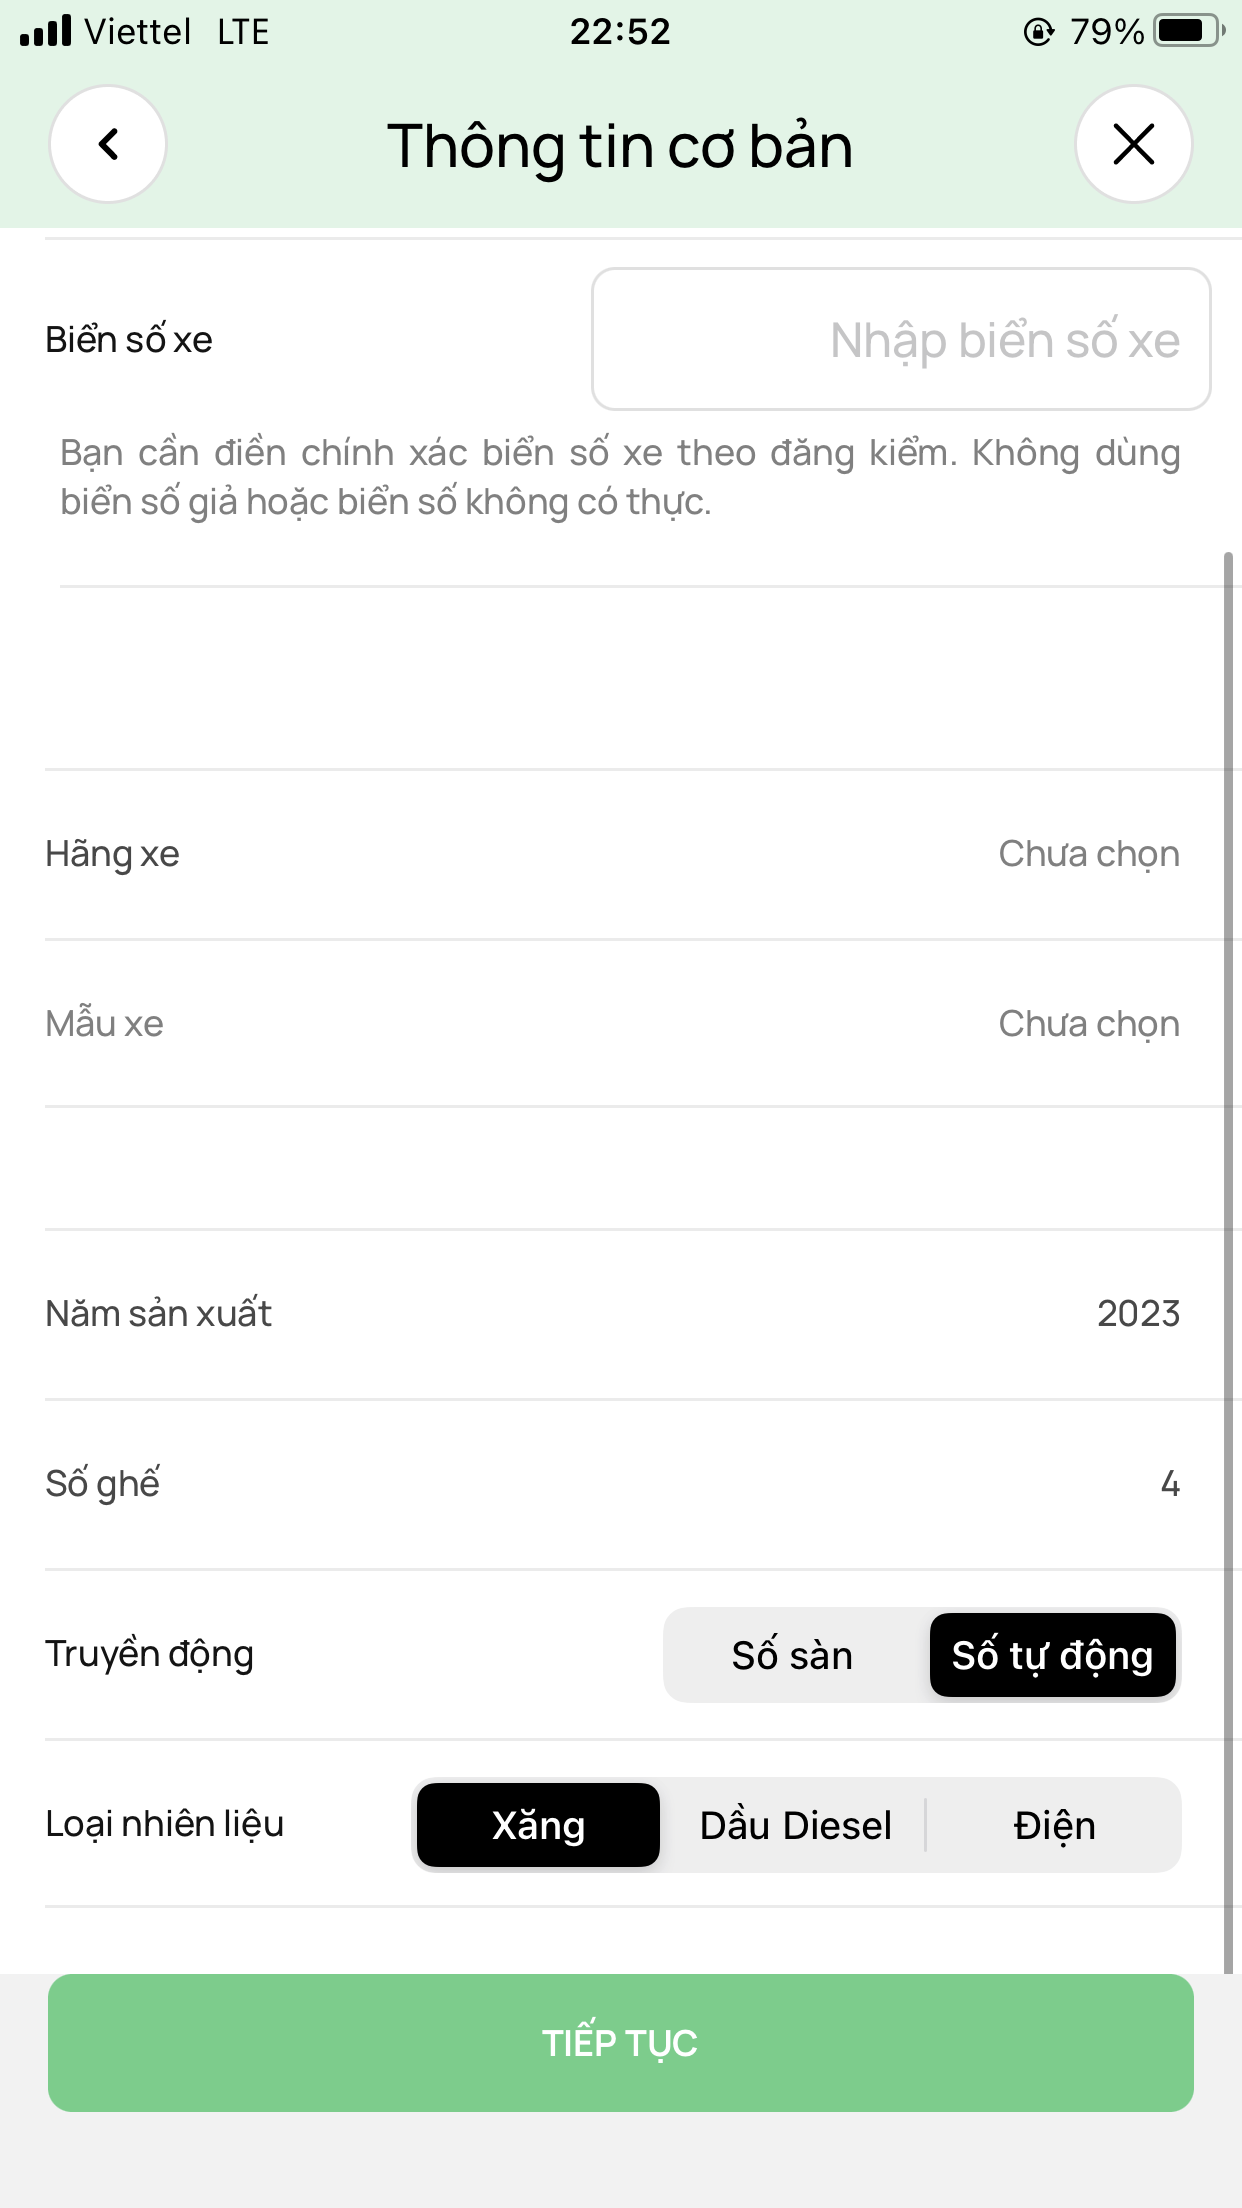 Viettel LTE 22:52 79%
Thông tin cơ bản
Biển số xe Nhập biển số xe
Bạn cần điền chính xác biển số xe theo đăng kiểm. Không dùng
biển số giả hoặc biển số không có thực.
Hãng xe Chưa chọn
Mẫu xe Chưa chọn
Năm sản xuất 2023
Số ghế 4
Truyền động Số sàn Số tự động
Loại nhiên liệu Xăng Dầu Diesel Điện
TIẾP TỤC